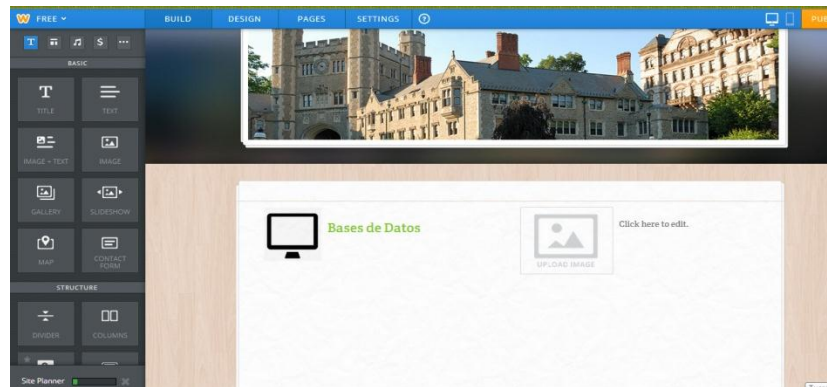 FREE BUILD DESIGN PAGES SETTINGS ? PUB
T $
BASIC
T
TITLE TEXT
IMAGE + TEXT IMAGE
GALLERY SLIDESHOW
MAP CONTACT FORM
STRUCTURE
DIVIDER COLUMNS
Site Planner
Bases de Datos
UPLOAD IMAGE
Click here to edit.